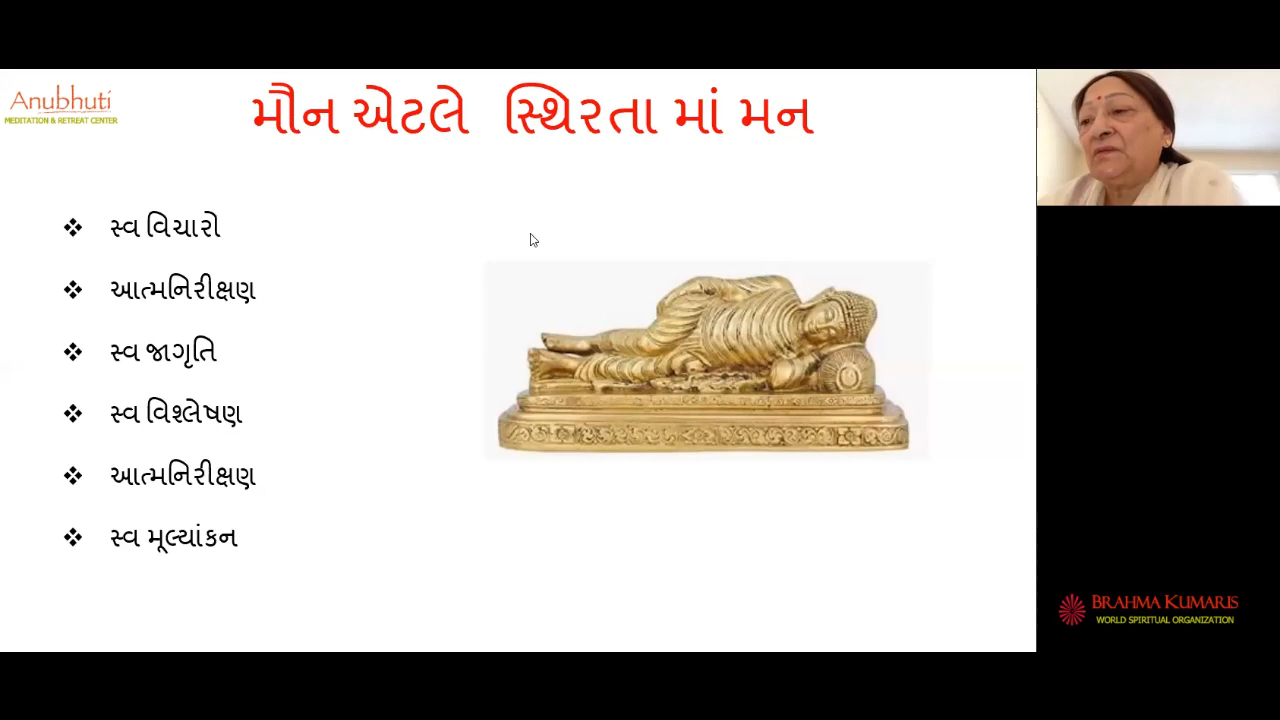 Anubhuti
MEDITATION & RETREAT CENTER
મૌન એટલે સ્થિરતા માં મન
સ્વ વિચારો
આત્મનિરીક્ષણ
સ્વ જાગૃતિ
સ્વ વિશ્લેષણ
આત્મનિરીક્ષણ
સ્વ મૂલ્યાંકન
BRAHMA KUMARIS
WORLD SPIRITUAL ORGANIZATION